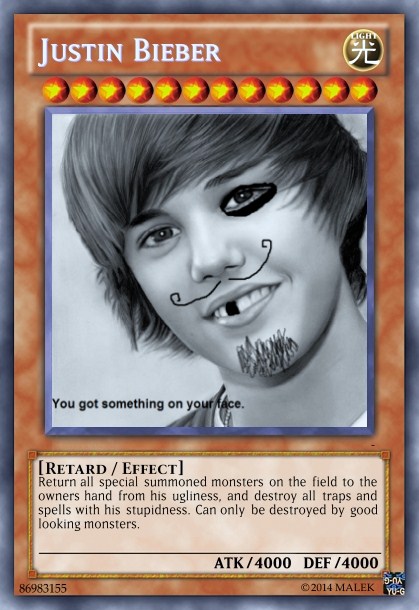 JUSTIN BIEBER
LIGHT
光
You got something on your face.
[RETARD / EFFECT]
Return all special summoned monsters on the field to the
owners hand from his ugliness, and destroy all traps and
spells with his stupidness. Can only be destroyed by good
looking monsters.
ATK/4000 DEF/4000
86983155
©2014 MALEK